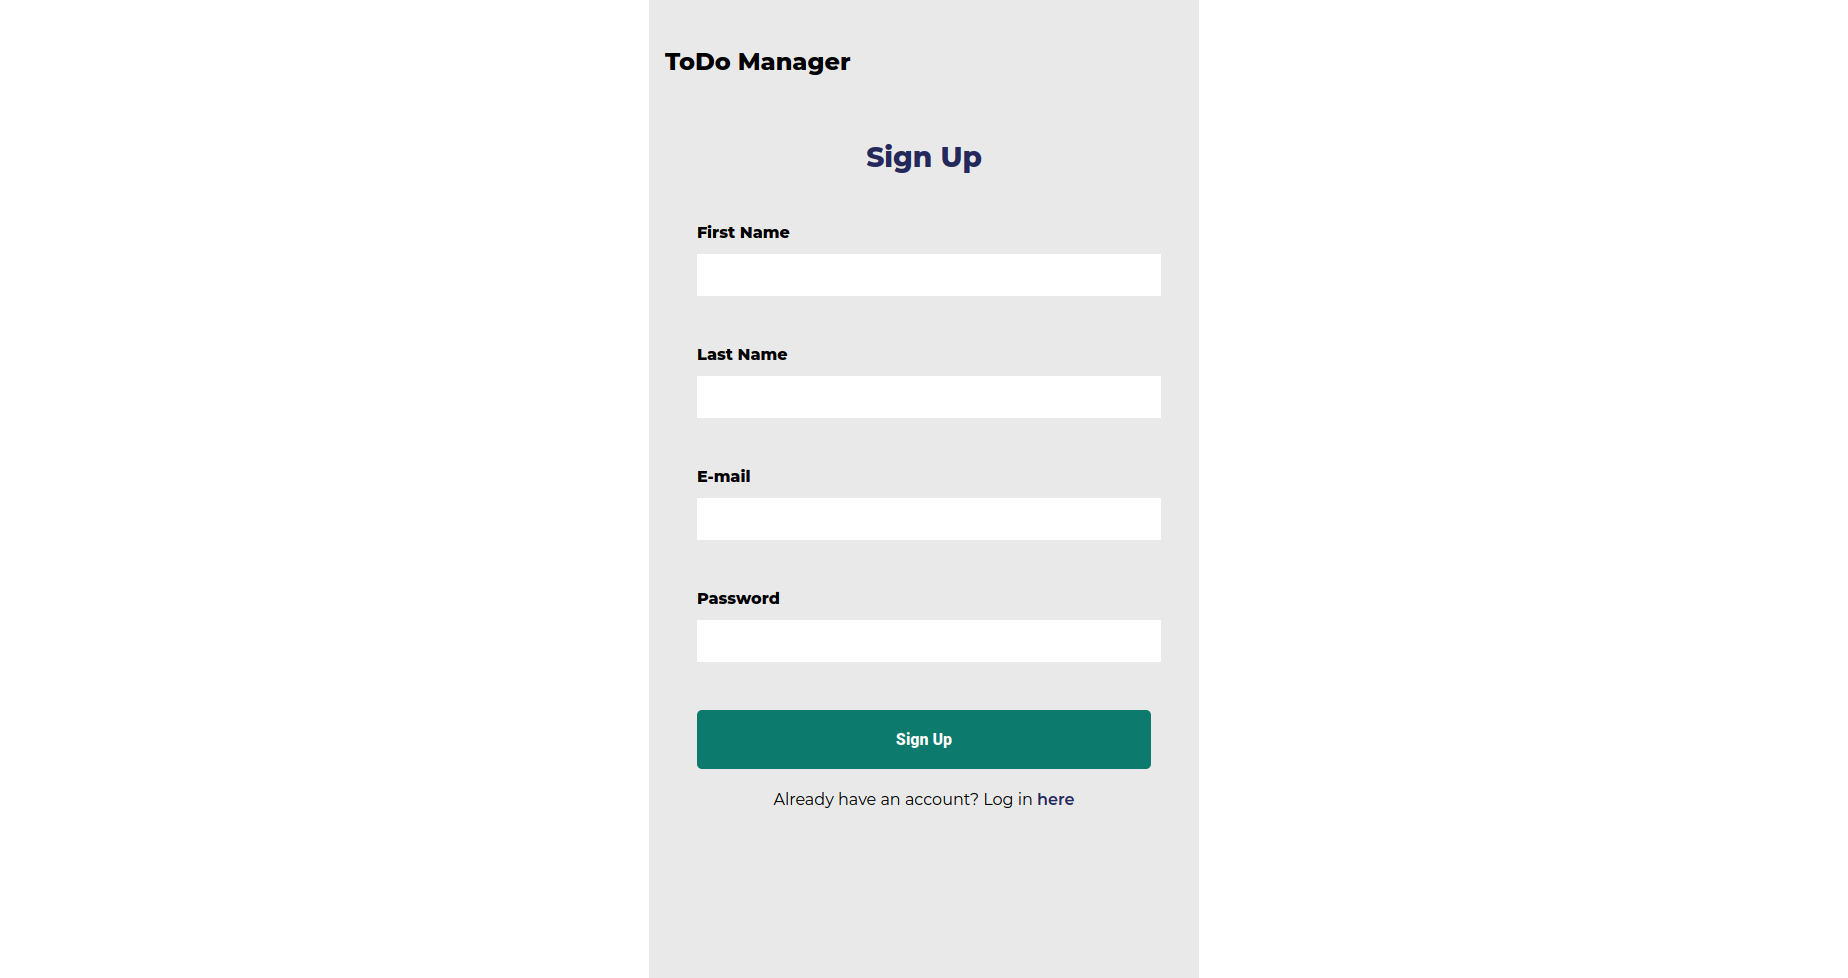 ToDo Manager
Sign Up
First Name
Last Name
E-mail
Password
Sign Up
Already have an account? Log in here